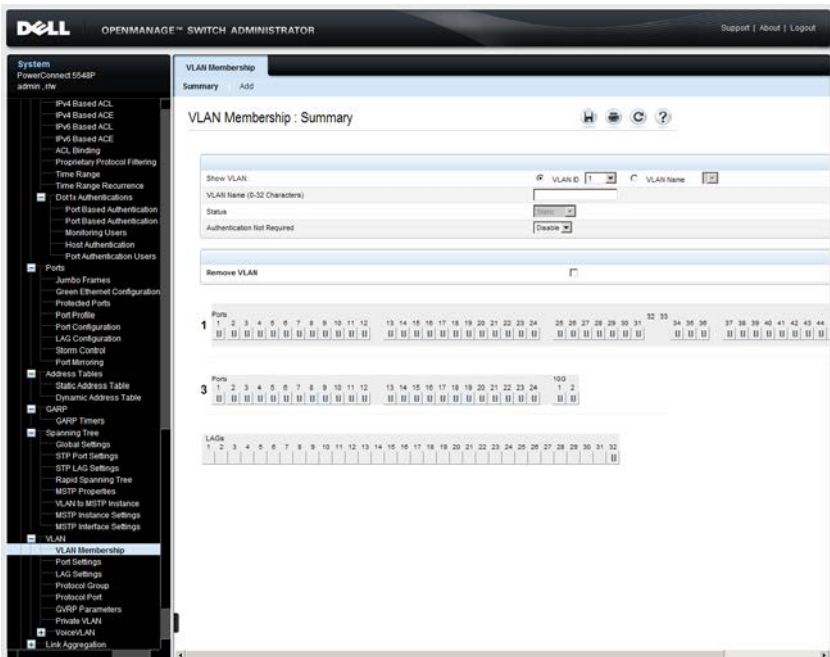 DELL OPENMANAGE™ SWITCH ADMINISTRATOR Support | About | Logout
System
PowerConnect 5548P
admin , r/w
IPv4 Based ACL
IPv4 Based ACE
IPv6 Based ACL
IPv6 Based ACE
ACL Binding
Proprietary Protocol Filtering
Time Range
Time Range Recurrence
Dot1x Authentications
Port Based Authentication
Port Based Authentication
Monitoring Users
Host Authentication
Port Authentication Users
Ports
Jumbo Frames
Green Ethernet Configuration
Protected Ports
Port Profile
Port Configuration
LAG Configuration
Storm Control
Port Mirroring
Address Tables
Static Address Table
Dynamic Address Table
GARP
GARP Timers
Spanning Tree
Global Settings
STP Port Settings
STP LAG Settings
Rapid Spanning Tree
MSTP Properties
VLAN to MSTP Instance
MSTP Instance Settings
MSTP Interface Settings
VLAN
VLAN Membership
Port Settings
LAG Settings
Protocol Group
Protocol Port
GVRP Parameters
Private VLAN
VoiceVLAN
Link Aggregation
VLAN Membership
Summary Add
VLAN Membership : Summary
Show VLAN: VLAN ID 1 VLAN Name
VLAN Name (0-32 Characters)
Status Static
Authentication Not Required Disable
Remove VLAN
Ports
32 33
1 1 2 3 4 5 6 7 8 9 10 11 12 13 14 15 16 17 18 19 20 21 22 23 24 25 26 27 28 29 30 31 34 35 36 37 38 39 40 41 42 43 44
U U U U U U U U U U U U U U U U U U U U U U U U U U U U U U U U U U U U U U U U U U
Ports 10G
3 1 2 3 4 5 6 7 8 9 10 11 12 13 14 15 16 17 18 19 20 21 22 23 24 1 2
U U U U U U U U U U U U U U U U U U U U U U U U U U
LAGs
1 2 3 4 5 6 7 8 9 10 11 12 13 14 15 16 17 18 19 20 21 22 23 24 25 26 27 28 29 30 31 32
U